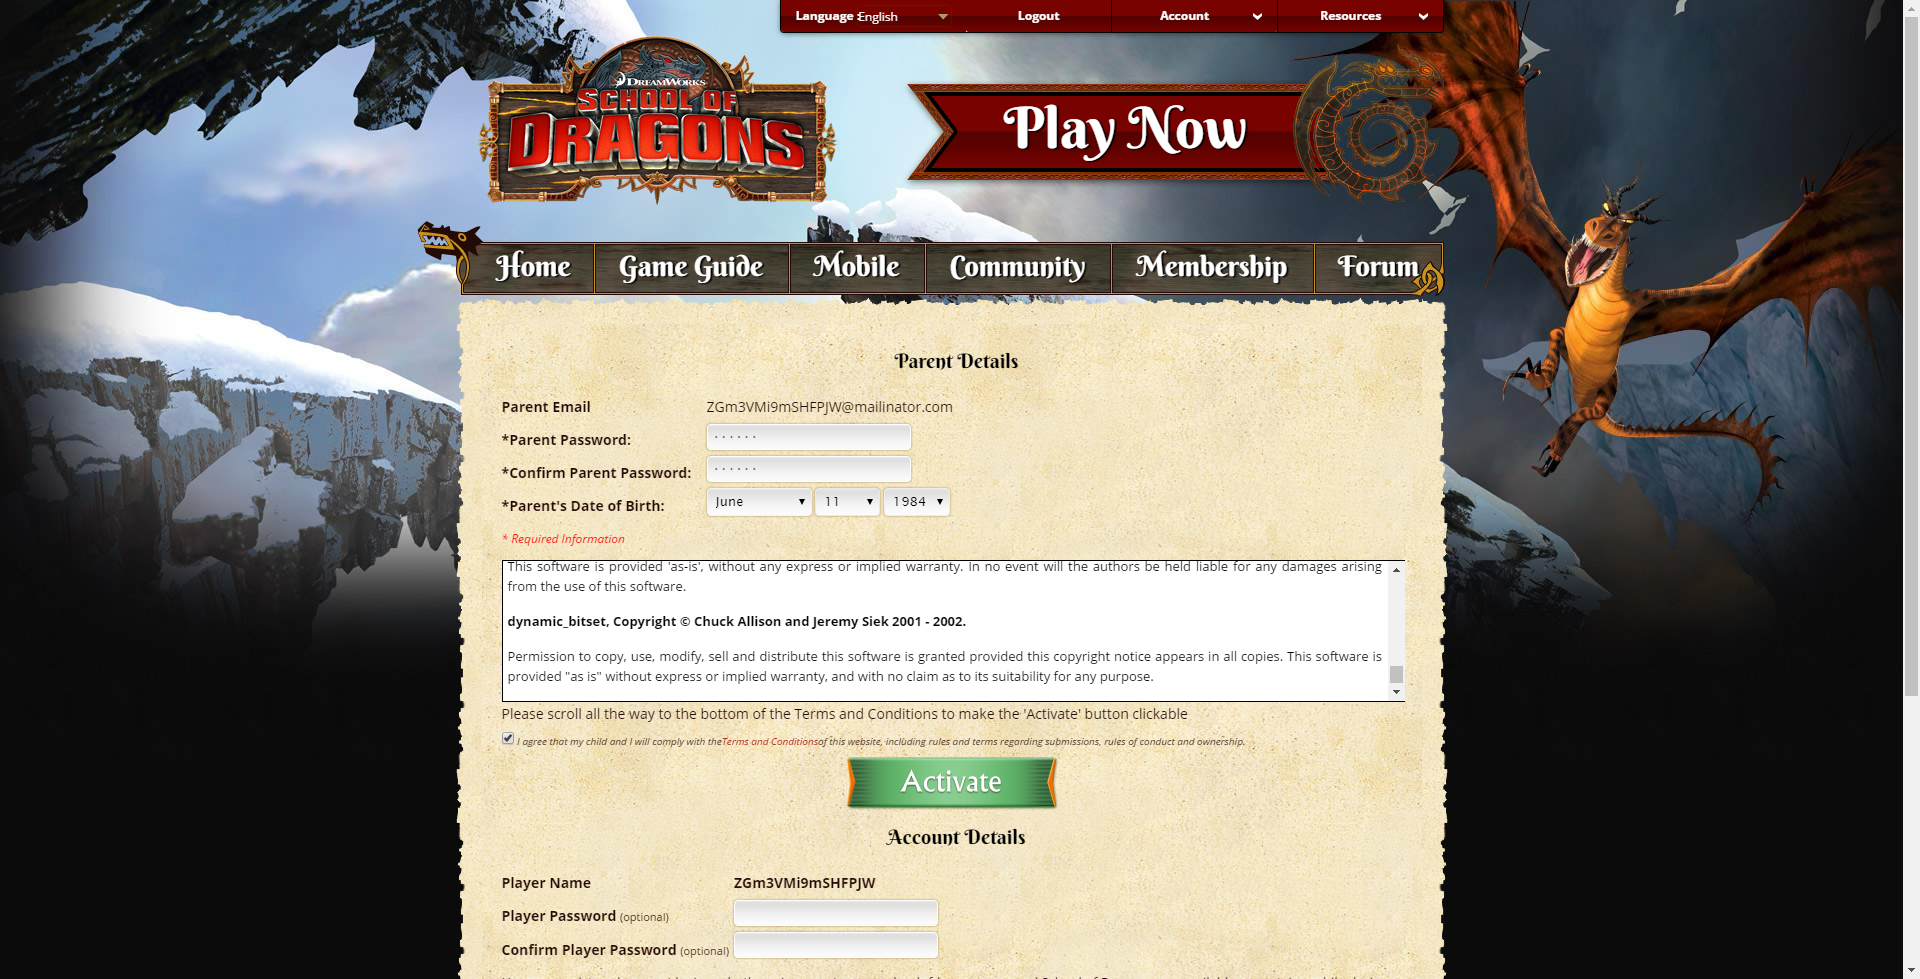 Language : English
Logout
Account
Resources
DREAMWORKS
SCHOOL OF
DRAGONS
Play Now
Home
Game Guide
Mobile
Community
Membership
Forum
Parent Details
Parent Email ZGm3VMi9mSHFPJW@mailinator.com
*Parent Password: ······
*Confirm Parent Password: ······
*Parent's Date of Birth: June 11 1984
* Required Information
This software is provided 'as-is', without any express or implied warranty. In no event will the authors be held liable for any damages arising
from the use of this software.
dynamic_bitset, Copyright © Chuck Allison and Jeremy Siek 2001 - 2002.
Permission to copy, use, modify, sell and distribute this software is granted provided this copyright notice appears in all copies. This software is
provided "as is" without express or implied warranty, and with no claim as to its suitability for any purpose.
Please scroll all the way to the bottom of the Terms and Conditions to make the 'Activate' button clickable
I agree that my child and I will comply with theTerms and Conditionsof this website, including rules and terms regarding submissions, rules of conduct and ownership.
Activate
Account Details
Player Name ZGm3VMi9mSHFPJW
Player Password (optional)
Confirm Player Password (optional)